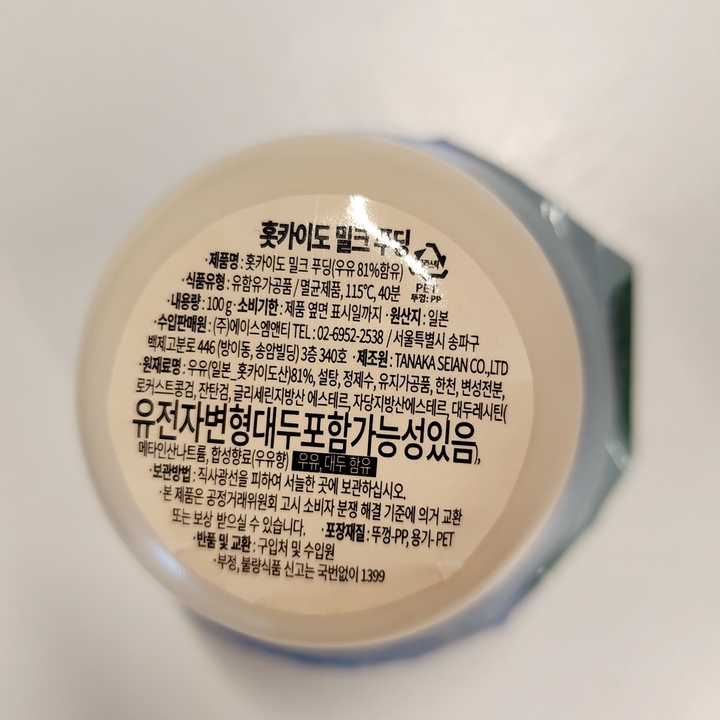 홋카이도 밀크 푸딩
·제품명 : 홋카이도 밀크 푸딩(우유 81%함유)
PET
뚜껑: PP
·식품유형 : 유함유가공품 / 멸균제품, 115℃, 40분
·내용량 : 100 g ·소비기한 : 제품 옆면 표시일까지 ·원산지 : 일본
·수입판매원 : (주)에이스엠앤티 TEL : 02-6952-2538 / 서울특별시 송파구
백제고분로 446 (방이동, 송암빌딩) 3층 340호 ·제조원 : TANAKA SEIAN CO.,LTD
·원재료명 : 우유(일본_홋카이도산)81%, 설탕, 정제수, 유지가공품, 한천, 변성전분,
로커스트콩검, 잔탄검, 글리세린지방산 에스테르, 자당지방산에스테르, 대두레시틴(
유전자변형대두포함가능성있음),
메타인산나트륨, 합성향료(우유향) 우유, 대두 함유
·보관방법 : 직사광선을 피하여 서늘한 곳에 보관하십시오.
·본 제품은 공정거래위원회 고시 소비자 분쟁 해결 기준에 의거 교환
또는 보상 받으실 수 있습니다. ·포장재질 : 뚜껑-PP, 용기-PET
·반품 및 교환 : 구입처 및 수입원
·부정, 불량식품 신고는 국번없이 1399